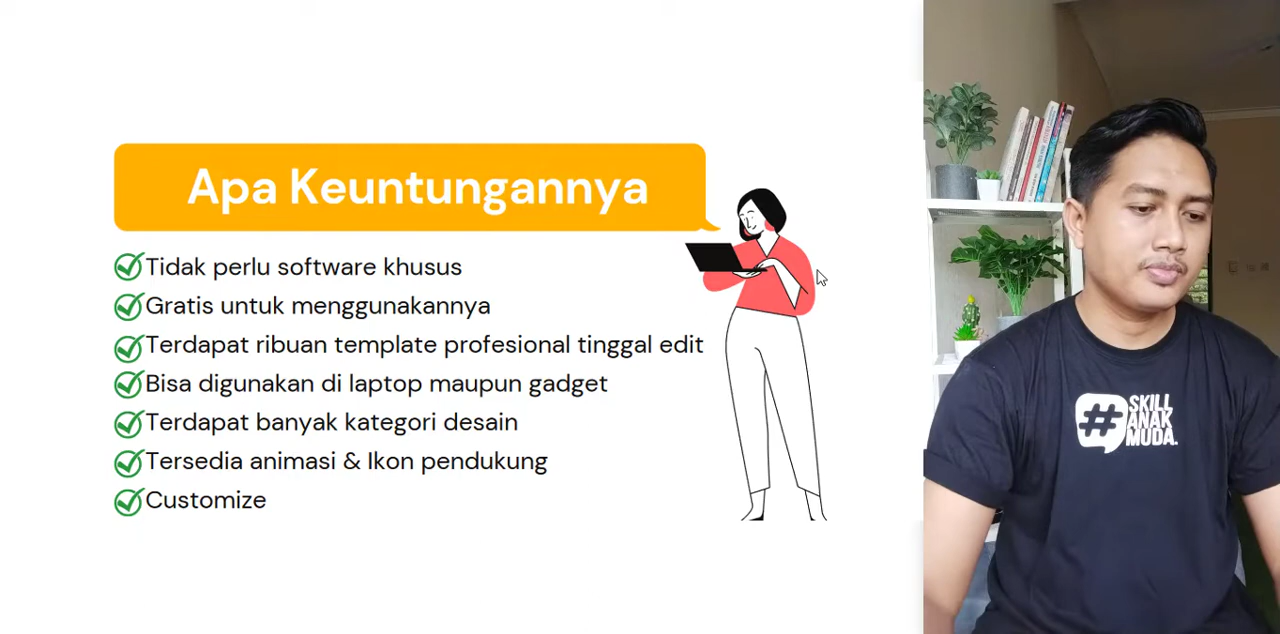 Apa Keuntungannya
Tidak perlu software khusus
Gratis untuk menggunakannya
Terdapat ribuan template profesional tinggal edit
Bisa digunakan di laptop maupun gadget
Terdapat banyak kategori desain
Tersedia animasi & Ikon pendukung
Customize
# SKILL
ANAK
MUDA.